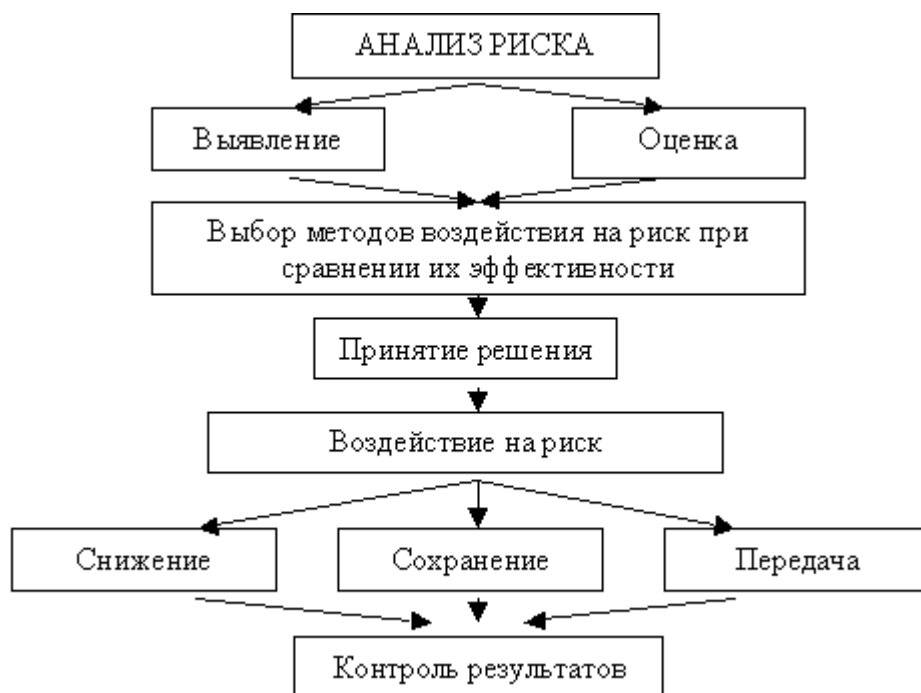 АНАЛИЗ РИСКА
Выявление
Оценка
Выбор методов воздействия на риск при
сравнении их эффективности
Принятие решения
Воздействие на риск
Снижение
Сохранение
Передача
Контроль результатов